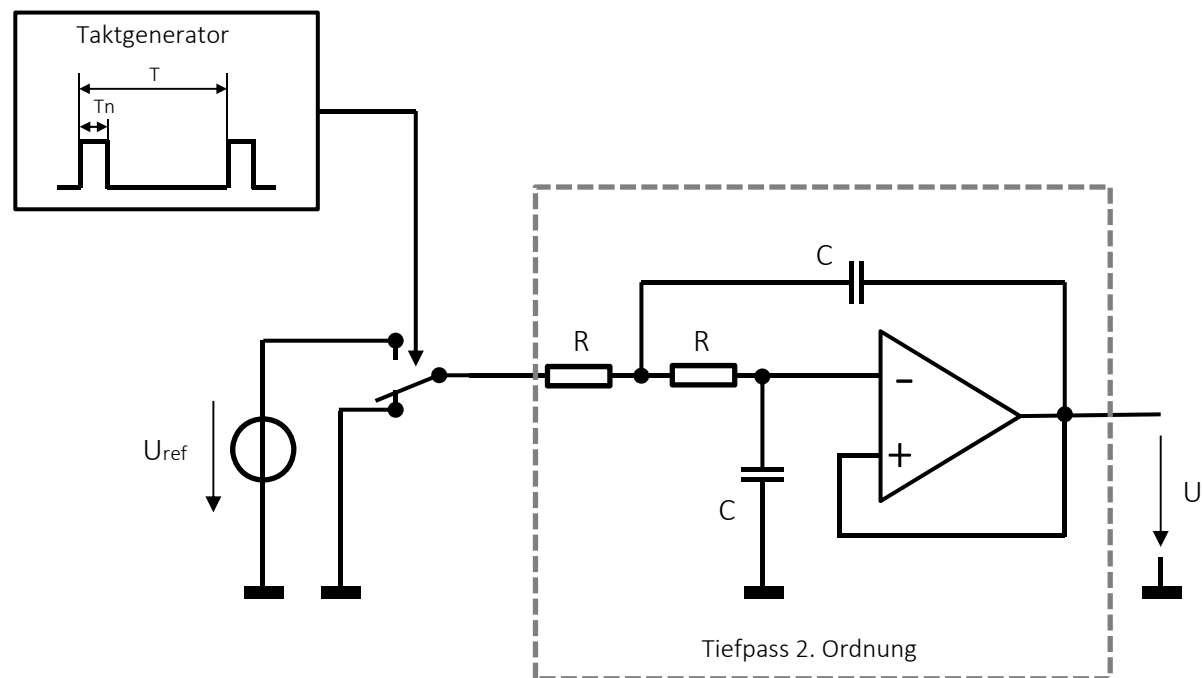 Taktgenerator
T
Tn
C
R
R
−
+
Uref
C
U
Tiefpass 2. Ordnung